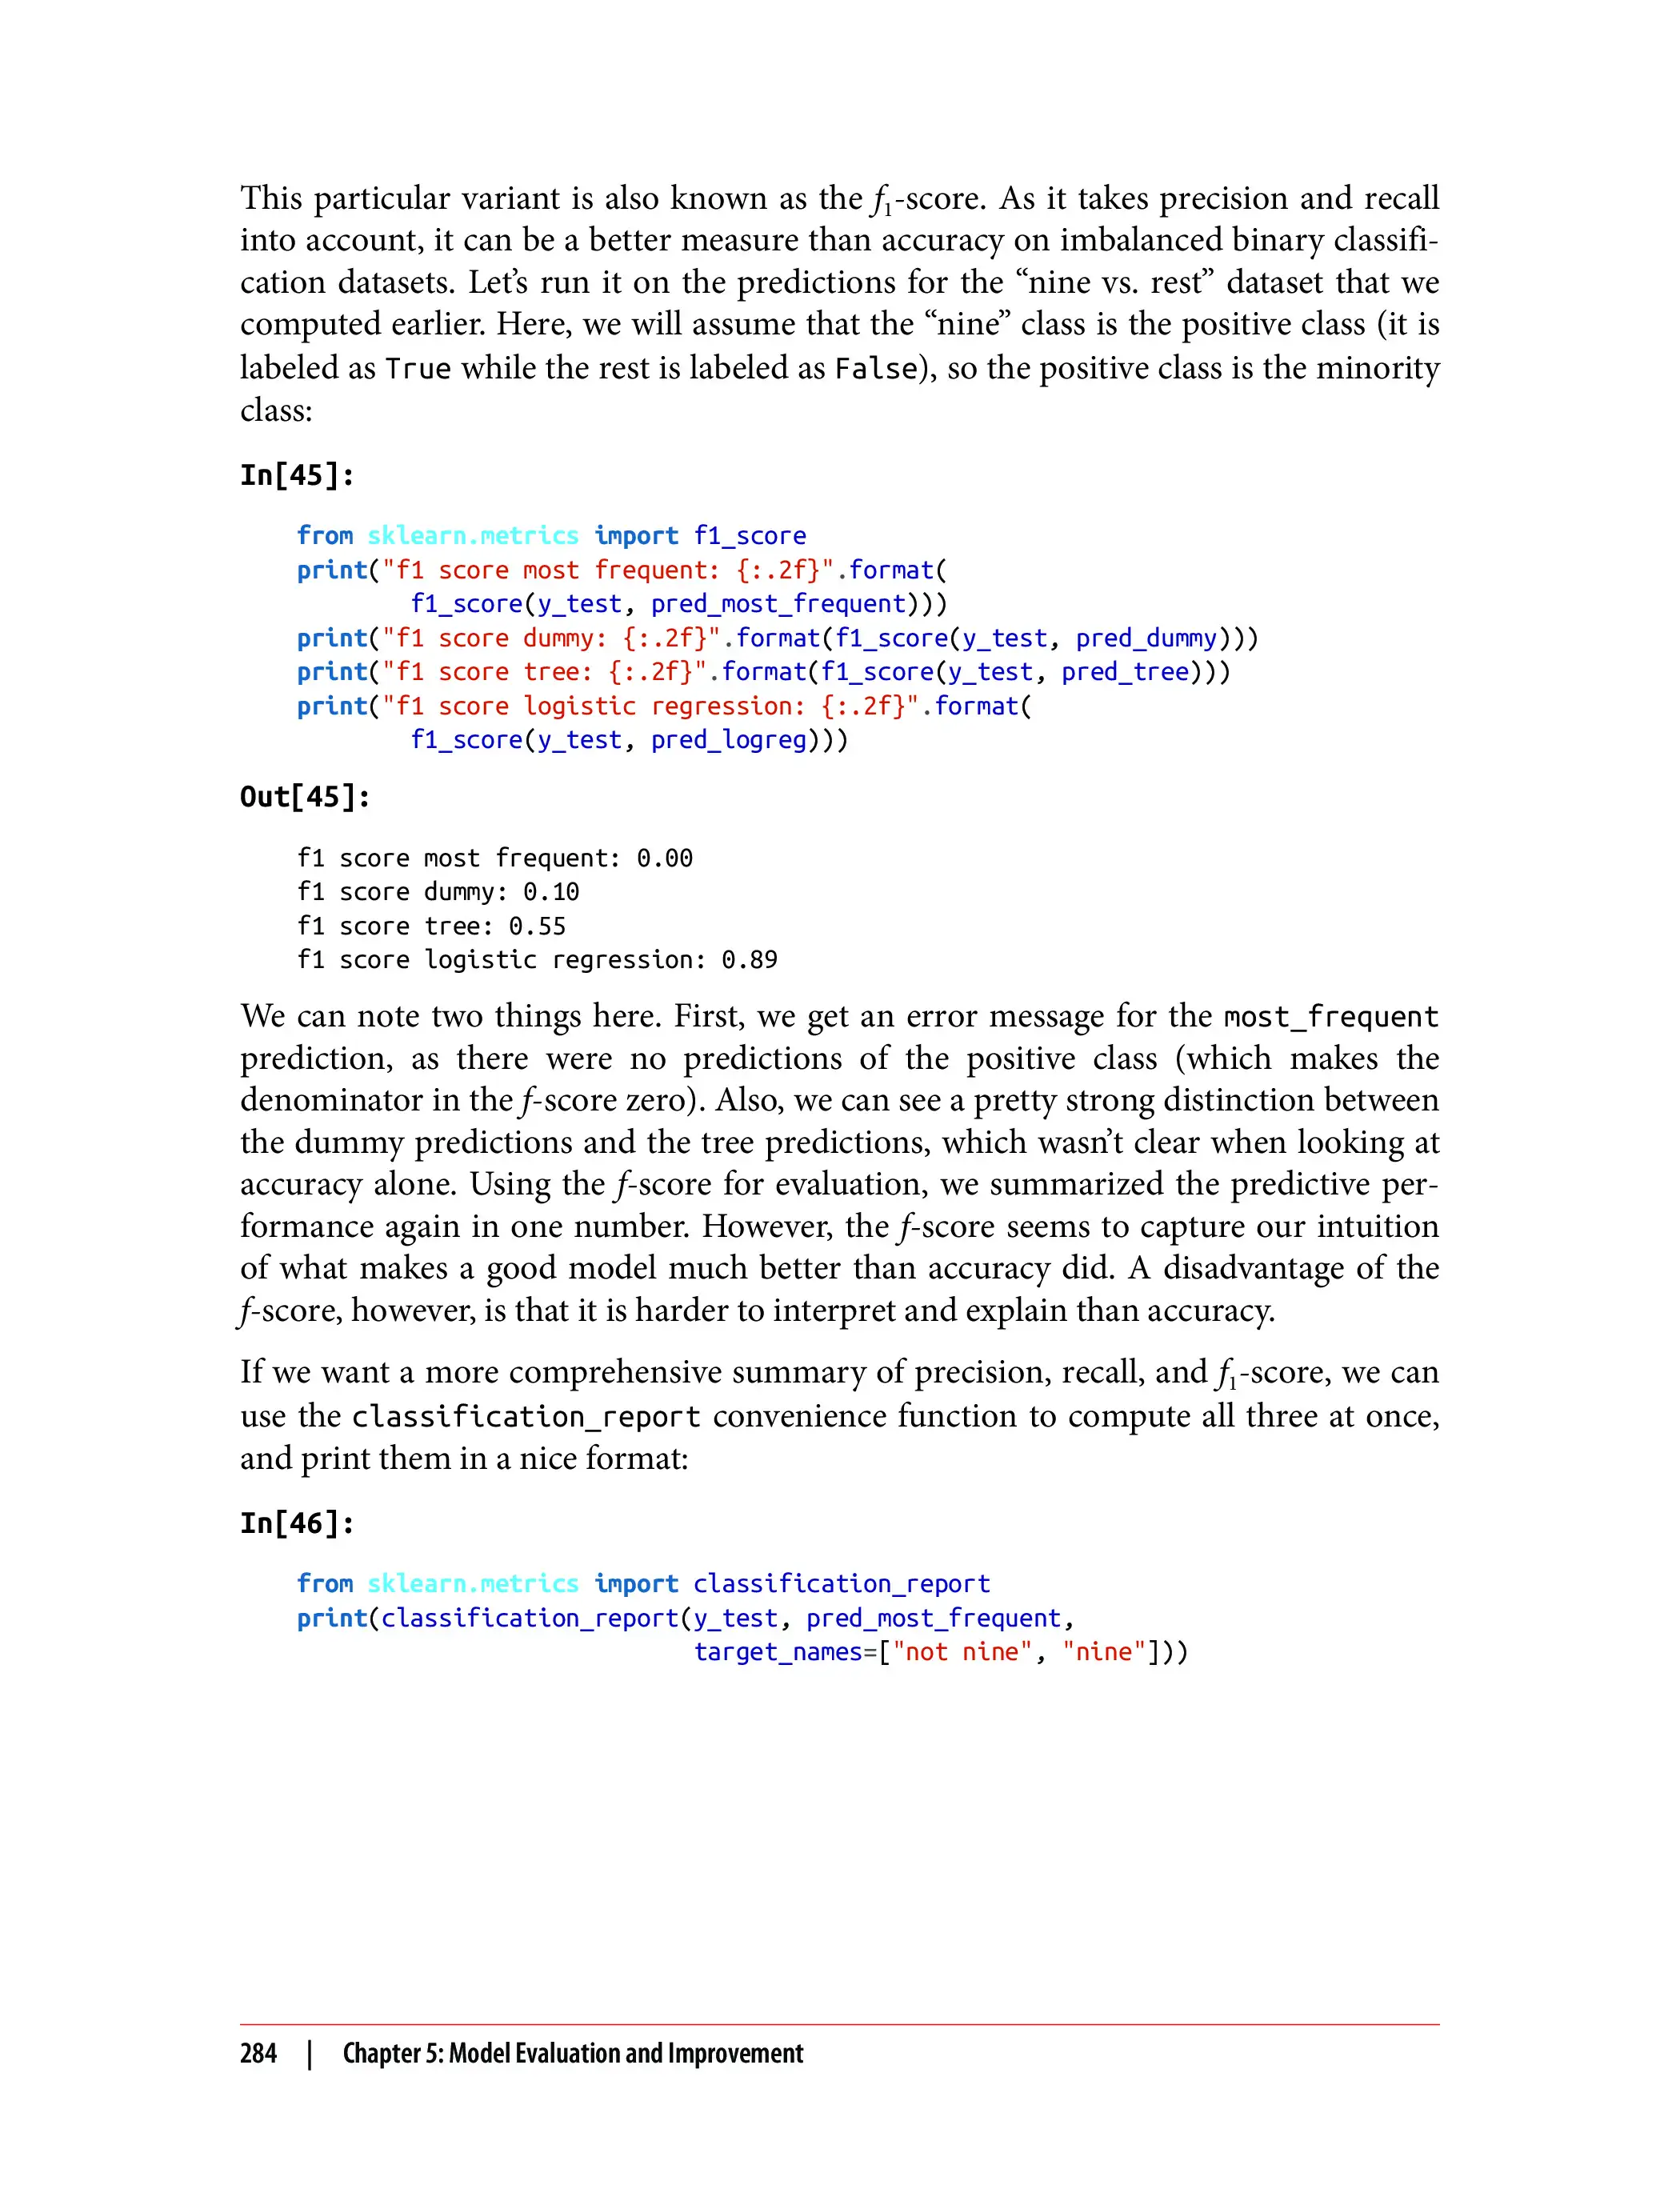 This particular variant is also known as the f1-score. As it takes precision and recall
into account, it can be a better measure than accuracy on imbalanced binary classifi-
cation datasets. Let’s run it on the predictions for the “nine vs. rest” dataset that we
computed earlier. Here, we will assume that the “nine” class is the positive class (it is
labeled as True while the rest is labeled as False), so the positive class is the minority
class:
In[45]:
from sklearn.metrics import f1_score
print("f1 score most frequent: {:.2f}".format(
        f1_score(y_test, pred_most_frequent)))
print("f1 score dummy: {:.2f}".format(f1_score(y_test, pred_dummy)))
print("f1 score tree: {:.2f}".format(f1_score(y_test, pred_tree)))
print("f1 score logistic regression: {:.2f}".format(
        f1_score(y_test, pred_logreg)))
Out[45]:
f1 score most frequent: 0.00
f1 score dummy: 0.10
f1 score tree: 0.55
f1 score logistic regression: 0.89
We can note two things here. First, we get an error message for the most_frequent
prediction, as there were no predictions of the positive class (which makes the
denominator in the f-score zero). Also, we can see a pretty strong distinction between
the dummy predictions and the tree predictions, which wasn’t clear when looking at
accuracy alone. Using the f-score for evaluation, we summarized the predictive per-
formance again in one number. However, the f-score seems to capture our intuition
of what makes a good model much better than accuracy did. A disadvantage of the
f-score, however, is that it is harder to interpret and explain than accuracy.
If we want a more comprehensive summary of precision, recall, and f1-score, we can
use the classification_report convenience function to compute all three at once,
and print them in a nice format:
In[46]:
from sklearn.metrics import classification_report
print(classification_report(y_test, pred_most_frequent,
                            target_names=["not nine", "nine"]))
284 | Chapter 5: Model Evaluation and Improvement